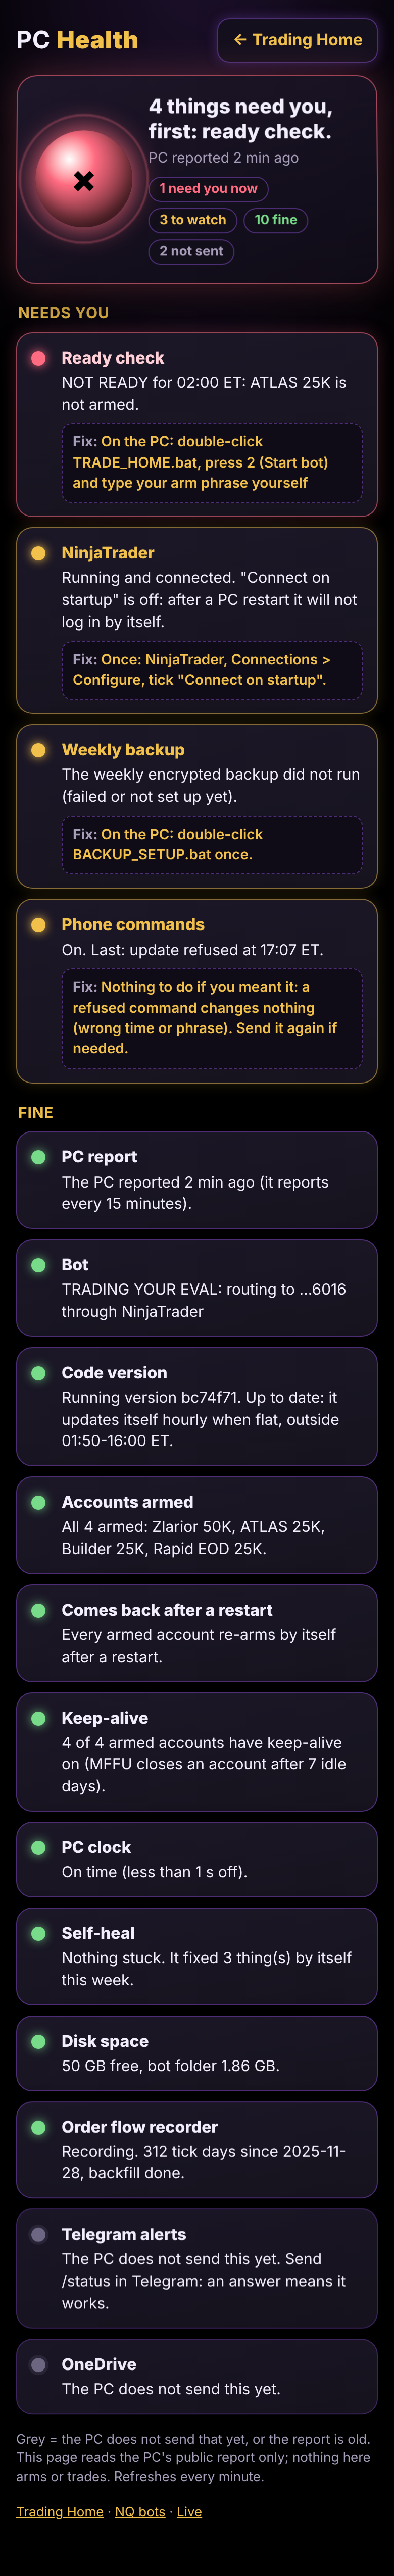 PC Health
← Trading Home
4 things need you,
first: ready check.
PC reported 2 min ago
1 need you now
3 to watch
10 fine
2 not sent
NEEDS YOU
Ready check
NOT READY for 02:00 ET: ATLAS 25K is
not armed.
Fix: On the PC: double-click
TRADE_HOME.bat, press 2 (Start bot)
and type your arm phrase yourself
NinjaTrader
Running and connected. "Connect on
startup" is off: after a PC restart it will not
log in by itself.
Fix: Once: NinjaTrader, Connections >
Configure, tick "Connect on startup".
Weekly backup
The weekly encrypted backup did not run
(failed or not set up yet).
Fix: On the PC: double-click
BACKUP_SETUP.bat once.
Phone commands
On. Last: update refused at 17:07 ET.
Fix: Nothing to do if you meant it: a
refused command changes nothing
(wrong time or phrase). Send it again if
needed.
FINE
PC report
The PC reported 2 min ago (it reports
every 15 minutes).
Bot
TRADING YOUR EVAL: routing to ...6016
through NinjaTrader
Code version
Running version bc74f71. Up to date: it
updates itself hourly when flat, outside
01:50-16:00 ET.
Accounts armed
All 4 armed: Zlarior 50K, ATLAS 25K,
Builder 25K, Rapid EOD 25K.
Comes back after a restart
Every armed account re-arms by itself
after a restart.
Keep-alive
4 of 4 armed accounts have keep-alive
on (MFFU closes an account after 7 idle
days).
PC clock
On time (less than 1 s off).
Self-heal
Nothing stuck. It fixed 3 thing(s) by itself
this week.
Disk space
50 GB free, bot folder 1.86 GB.
Order flow recorder
Recording. 312 tick days since 2025-11-
28, backfill done.
Telegram alerts
The PC does not send this yet. Send
/status in Telegram: an answer means it
works.
OneDrive
The PC does not send this yet.
Grey = the PC does not send that yet, or the report is old.
This page reads the PC's public report only; nothing here
arms or trades. Refreshes every minute.
Trading Home · NQ bots · Live